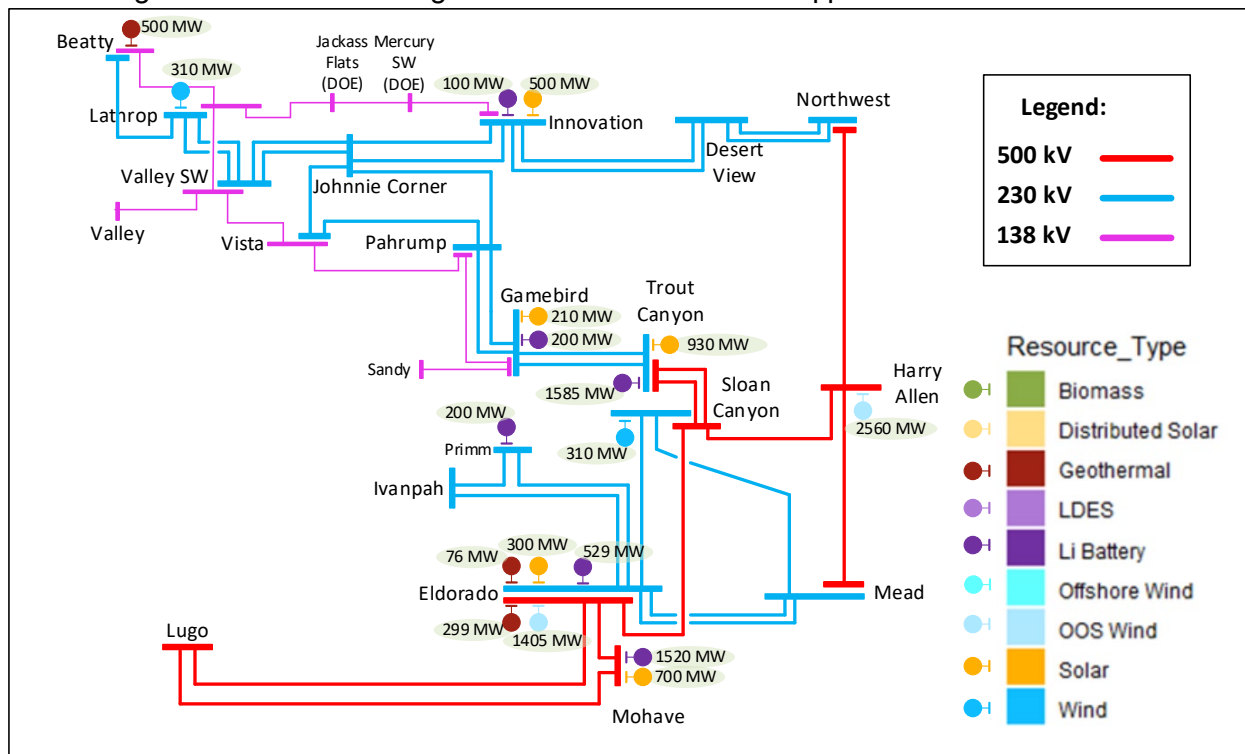 500 MW
Beatty
310 MW
Lathrop
Jackass
Flats
(DOE)
Mercury
SW
(DOE)
100 MW
500 MW
Innovation
Northwest
Desert
View
Valley SW
Johnnie Corner
Valley
Vista
Pahrump
Gamebird
210 MW
200 MW
Trout
Canyon
930 MW
Sandy
1585 MW
Sloan
Canyon
Harry
Allen
2560 MW
200 MW
Primm
310 MW
Ivanpah
76 MW
300 MW
529 MW
Eldorado
299 MW
1405 MW
Mead
Lugo
1520 MW
700 MW
Mohave
Legend:
500 kV
230 kV
138 kV
Resource_Type
Biomass
Distributed Solar
Geothermal
LDES
Li Battery
Offshore Wind
OOS Wind
Solar
Wind